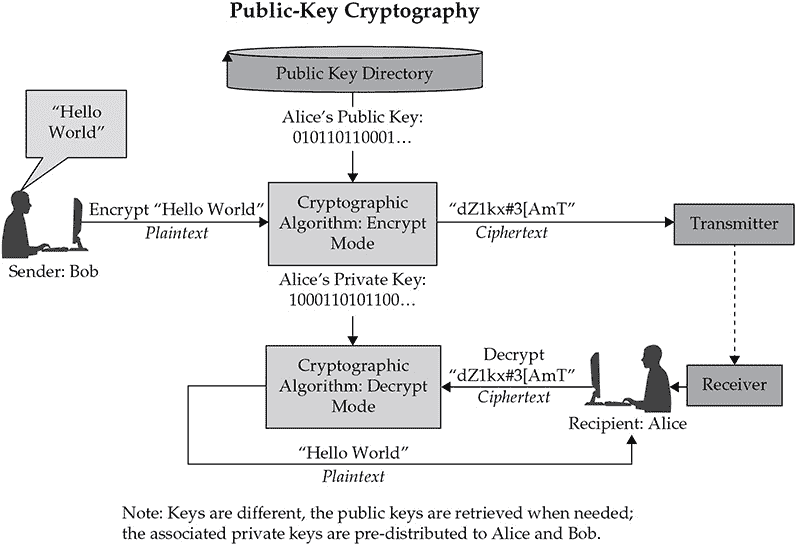 Public-Key Cryptography
Public Key Directory
"Hello
World"
Alice's Public Key:
010110110001...
Encrypt "Hello World"
Plaintext
Cryptographic
Algorithm: Encrypt
Mode
"dZ1kx#3[AmT"
Ciphertext
Transmitter
Sender: Bob
Alice's Private Key:
1000110101100...
Cryptographic
Algorithm: Decrypt
Mode
Decrypt
"dZ1kx#3[AmT"
Ciphertext
Receiver
Recipient: Alice
"Hello World"
Plaintext
Note: Keys are different, the public keys are retrieved when needed;
the associated private keys are pre-distributed to Alice and Bob.